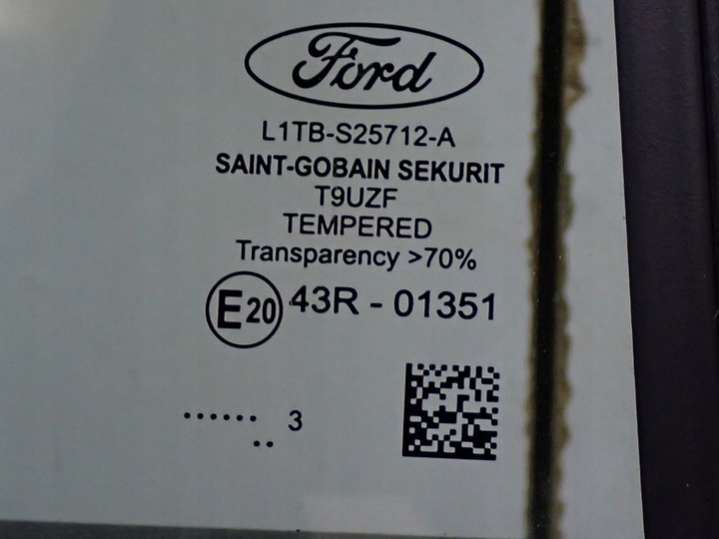 Ford
L1TB-S25712-A
SAINT-GOBAIN SEKURIT
T9UZF
TEMPERED
Transparency >70%
E20 43R - 01351
...... 3
..